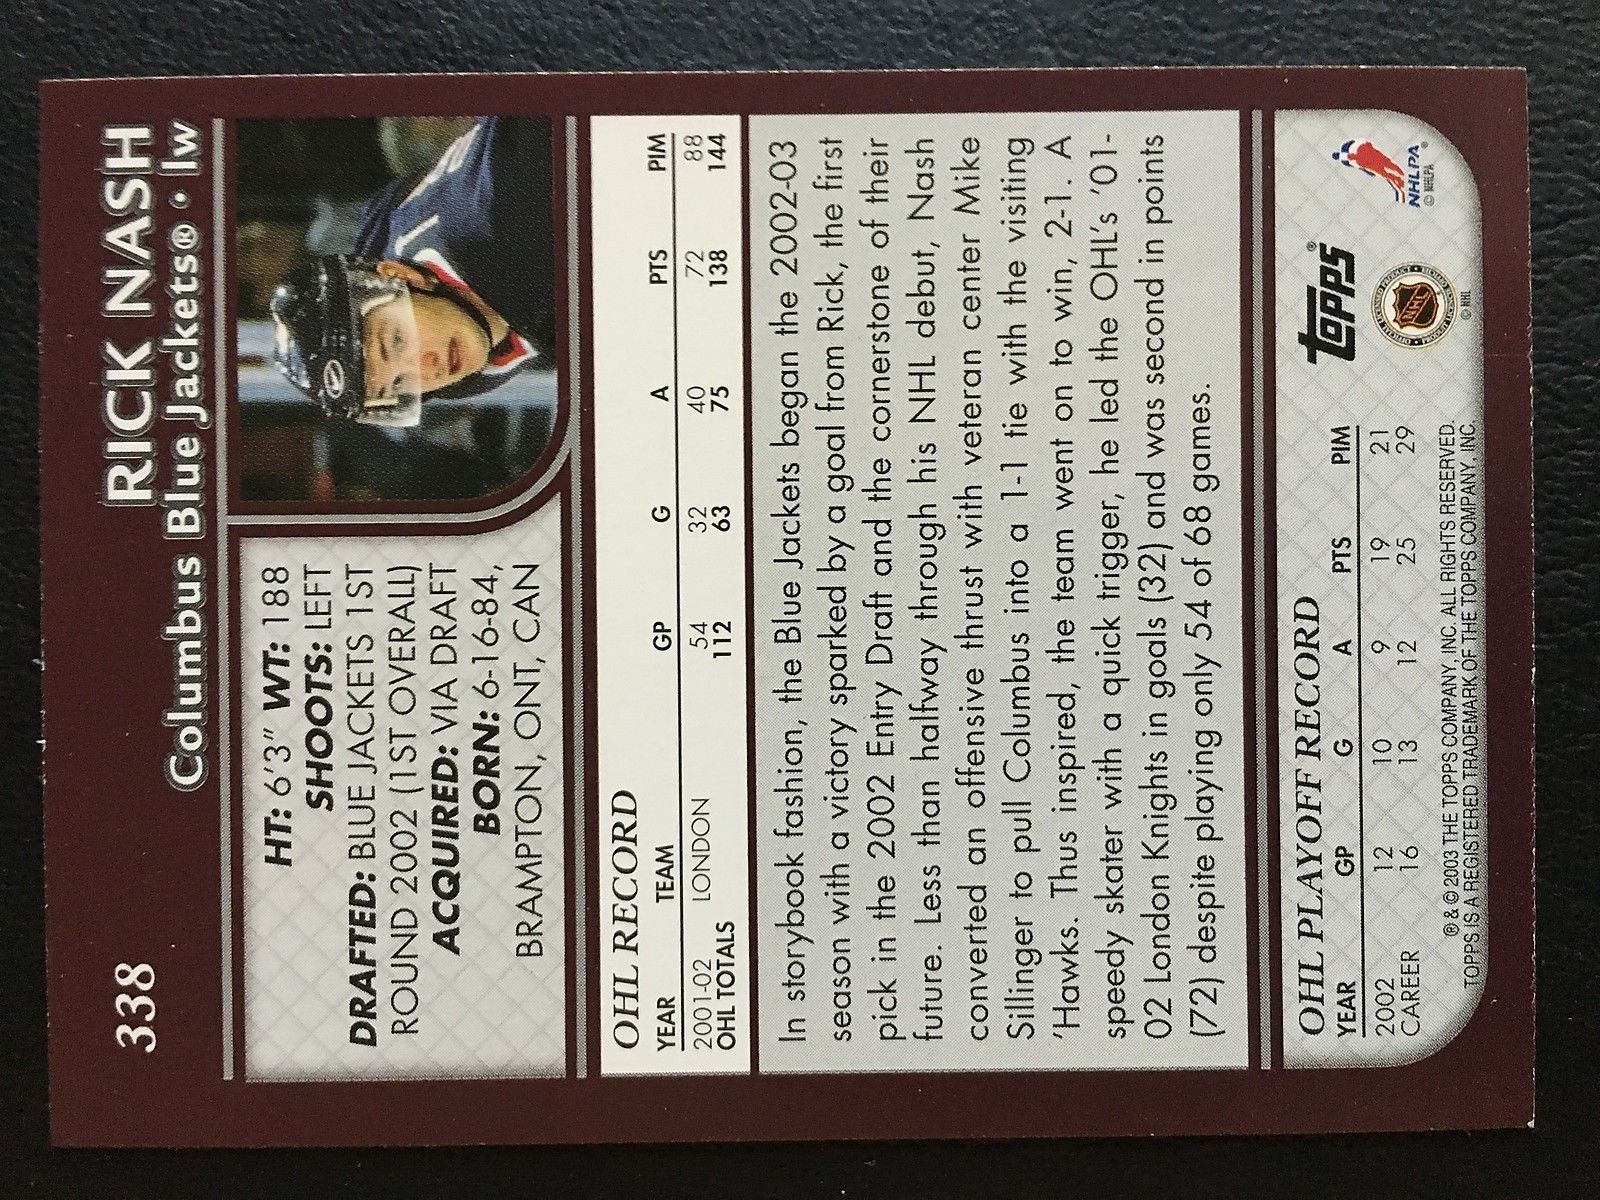 338
RICK NASH
Columbus Blue Jackets® • lw
HT: 6'3" WT: 188
SHOOTS: LEFT
DRAFTED: BLUE JACKETS 1ST
ROUND 2002 (1ST OVERALL)
ACQUIRED: VIA DRAFT
BORN: 6-16-84,
BRAMPTON, ONT, CAN
OHL RECORD
YEAR TEAM GP G A PTS PIM
2001-02 LONDON 54 32 40 72 88
OHL TOTALS 112 63 75 138 144
In storybook fashion, the Blue Jackets began the 2002-03
season with a victory sparked by a goal from Rick, the first
pick in the 2002 Entry Draft and the cornerstone of their
future. Less than halfway through his NHL debut, Nash
converted an offensive thrust with veteran center Mike
Sillinger to pull Columbus into a 1-1 tie with the visiting
'Hawks. Thus inspired, the team went on to win, 2-1. A
speedy skater with a quick trigger, he led the OHL's '01-
02 London Knights in goals (32) and was second in points
(72) despite playing only 54 of 68 games.
OHL PLAYOFF RECORD
YEAR GP G A PTS PIM
2002 12 10 9 19 21
CAREER 16 13 12 25 29
® & © 2003 THE TOPPS COMPANY, INC. ALL RIGHTS RESERVED.
TOPPS IS A REGISTERED TRADEMARK OF THE TOPPS COMPANY, INC.
Topps®
NHL
© NHL
NHLPA®
© NHLPA